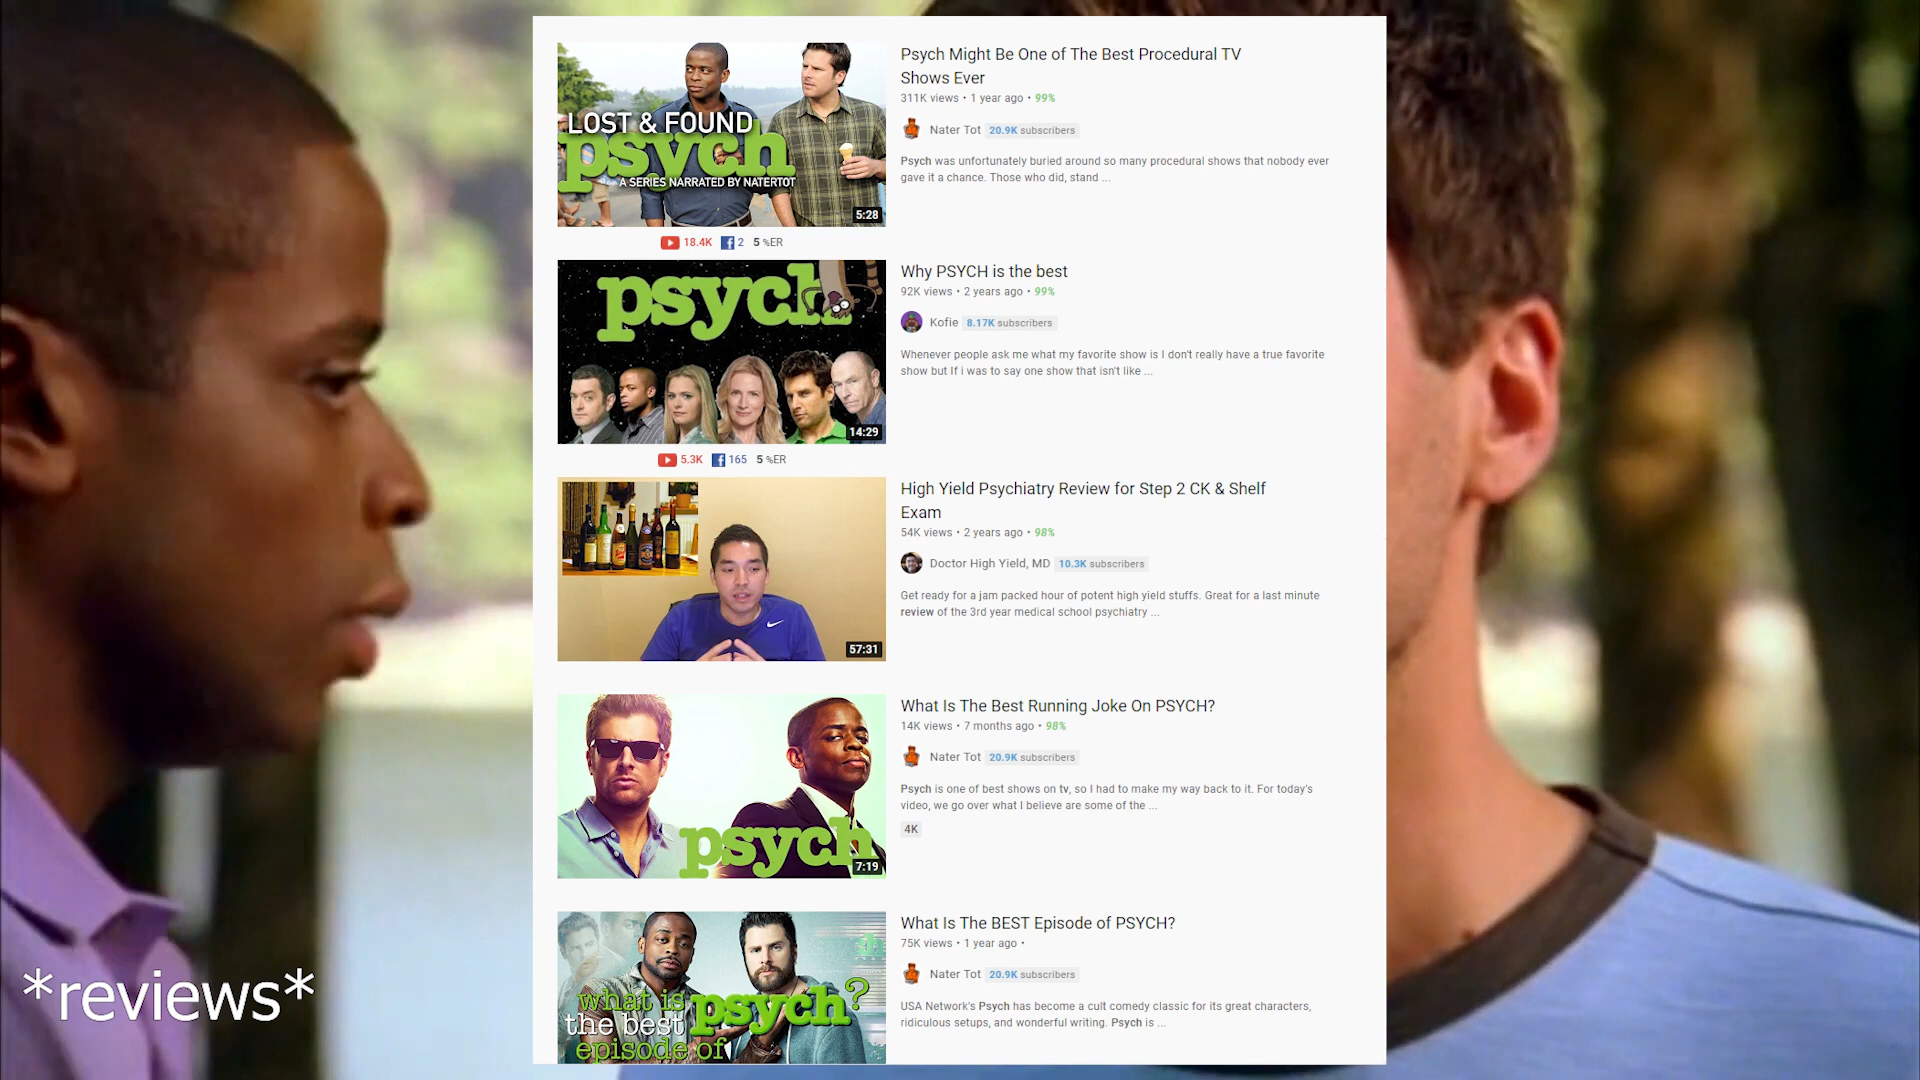 LOST & FOUND
psych
A SERIES NARRATED BY NATERTOT
5:28
Psych Might Be One of The Best Procedural TV
Shows Ever
311K views • 1 year ago • 99%
Nater Tot 20.9K subscribers
Psych was unfortunately buried around so many procedural shows that nobody ever
gave it a chance. Those who did, stand ...
18.4K 2 5 %ER
psych
14:29
Why PSYCH is the best
92K views • 2 years ago • 99%
Kofie 8.17K subscribers
Whenever people ask me what my favorite show is I don't really have a true favorite
show but If i was to say one show that isn't like ...
5.3K 165 5 %ER
57:31
High Yield Psychiatry Review for Step 2 CK & Shelf
Exam
54K views • 2 years ago • 98%
Doctor High Yield, MD 10.3K subscribers
Get ready for a jam packed hour of potent high yield stuffs. Great for a last minute
review of the 3rd year medical school psychiatry ...
psych
7:19
What Is The Best Running Joke On PSYCH?
14K views • 7 months ago • 98%
Nater Tot 20.9K subscribers
Psych is one of best shows on tv, so I had to make my way back to it. For today's
video, we go over what I believe are some of the ...
4K
what is
the best
episode of
psych?
What Is The BEST Episode of PSYCH?
75K views • 1 year ago •
Nater Tot 20.9K subscribers
USA Network's Psych has become a cult comedy classic for its great characters,
ridiculous setups, and wonderful writing. Psych is ...
*reviews*